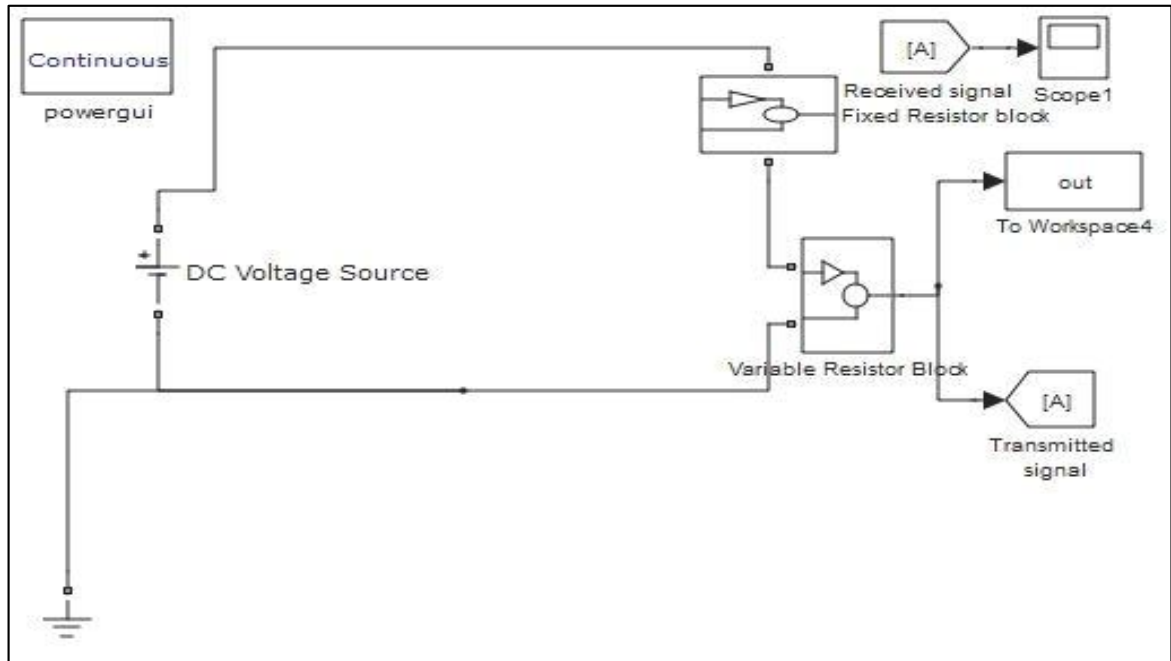 Continuous
powergui
[A]
Received signal
Scope1
Fixed Resistor block
out
To Workspace4
DC Voltage Source
+
Variable Resistor Block
[A]
Transmitted
signal